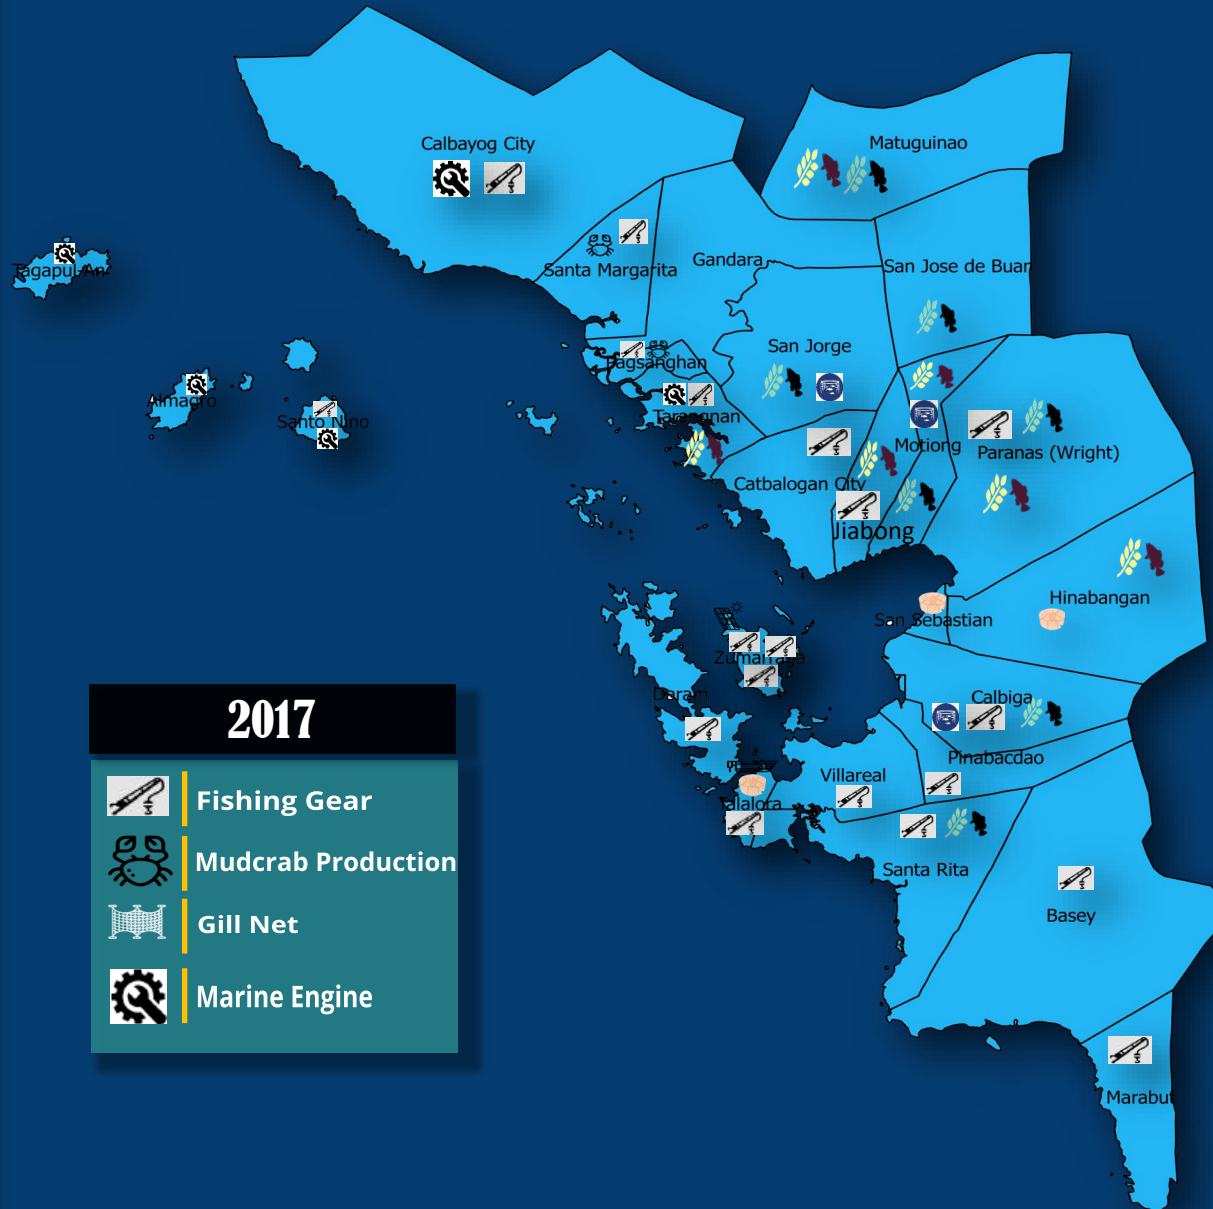 Calbayog City
Matuguinao
Santa Margarita
Gandara
San Jose de Buan
Tagapul-An
Pagsanghan
San Jorge
Almagro
Santo Nino
Tarangnan
Motiong
Paranas (Wright)
Catbalogan City
Jiabong
Hinabangan
San Sebastian
Zumarraga
Daram
Calbiga
Pinabacdao
Villareal
Talalora
Santa Rita
Basey
Marabut
2017
Fishing Gear
Mudcrab Production
Gill Net
Marine Engine